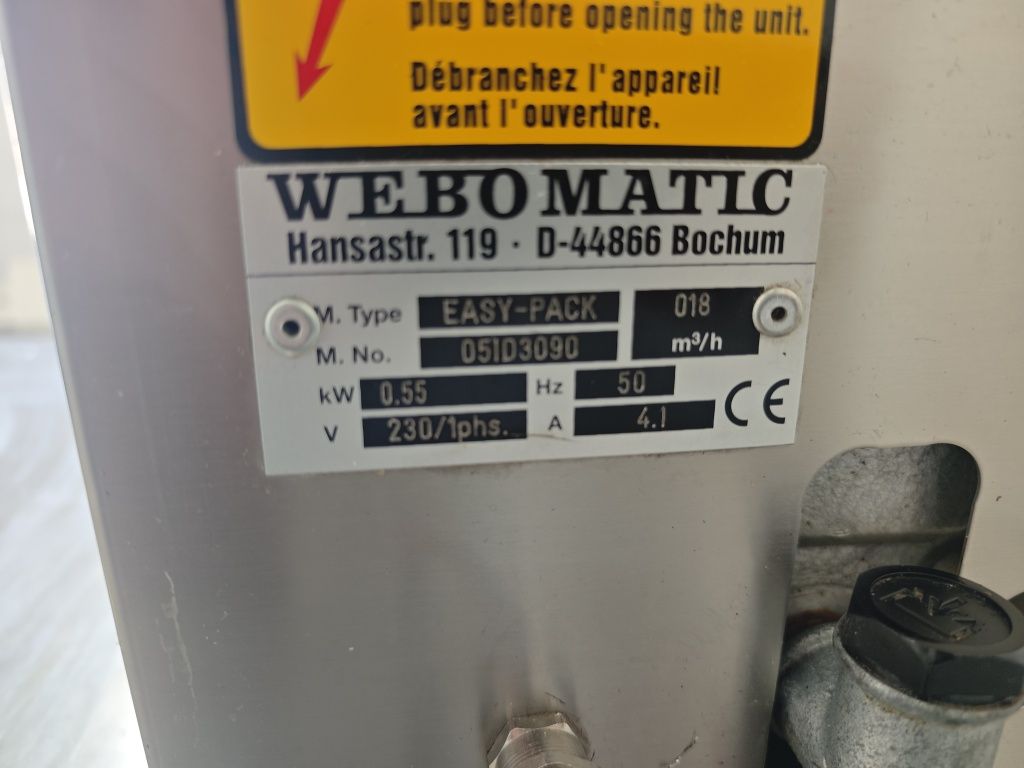 plug before opening the unit.
Débranchez l'appareil
avant l'ouverture.
WEBOMATIC
Hansastr. 119 · D-44866 Bochum
M. Type EASY-PACK 018
M. No. 051D3090 m³/h
kW 0.55 Hz 50
V 230/1phs. A 4.1 CE